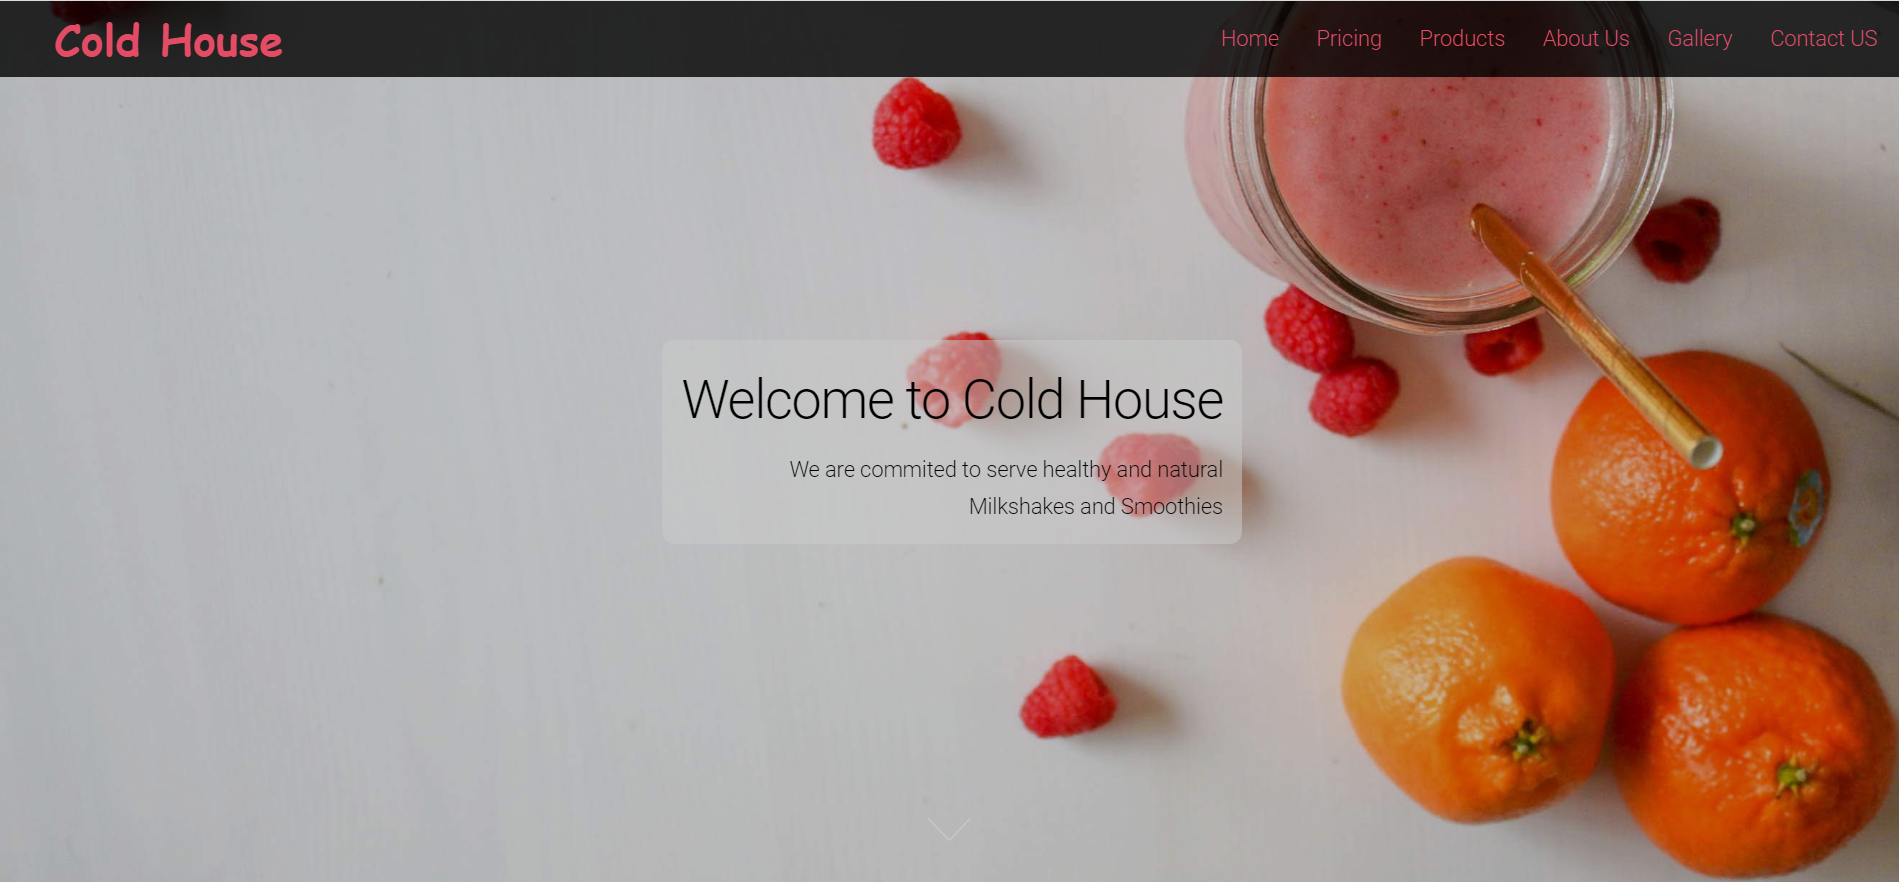 Cold House
Home Pricing Products About Us Gallery Contact US
Welcome to Cold House
We are commited to serve healthy and natural
Milkshakes and Smoothies